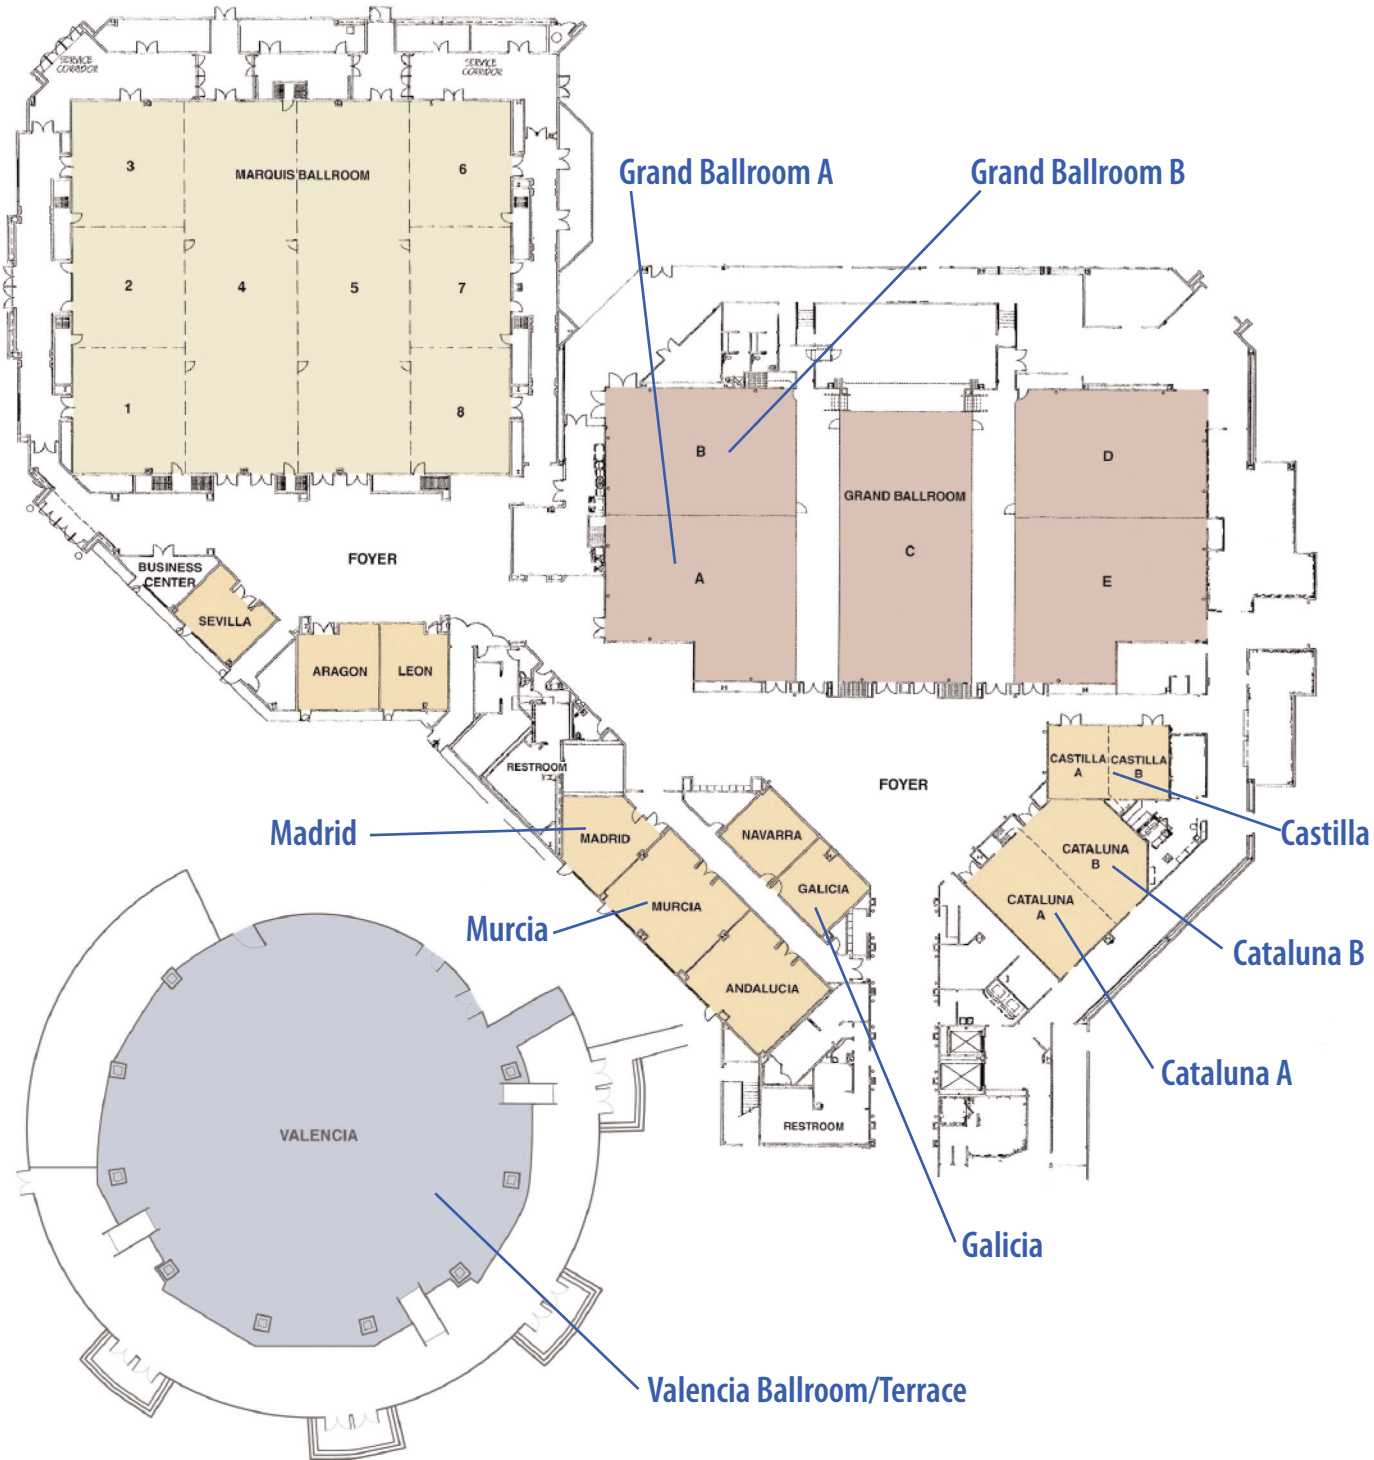 SERVICE
CORRIDOR
SERVICE
CORRIDOR
3
MARQUIS BALLROOM
6
Grand Ballroom A
Grand Ballroom B
2
4
5
7
1
8
B
D
GRAND BALLROOM
C
A
E
FOYER
BUSINESS
CENTER
SEVILLA
ARAGON
LEON
H
H
RESTROOM
FOYER
CASTILLA
A
CASTILLA
B
Madrid
MADRID
NAVARRA
Castilla
CATALUNA
B
GALICIA
MURCIA
CATALUNA
A
Murcia
Cataluna B
ANDALUCIA
Cataluna A
VALENCIA
RESTROOM
Galicia
Valencia Ballroom/Terrace